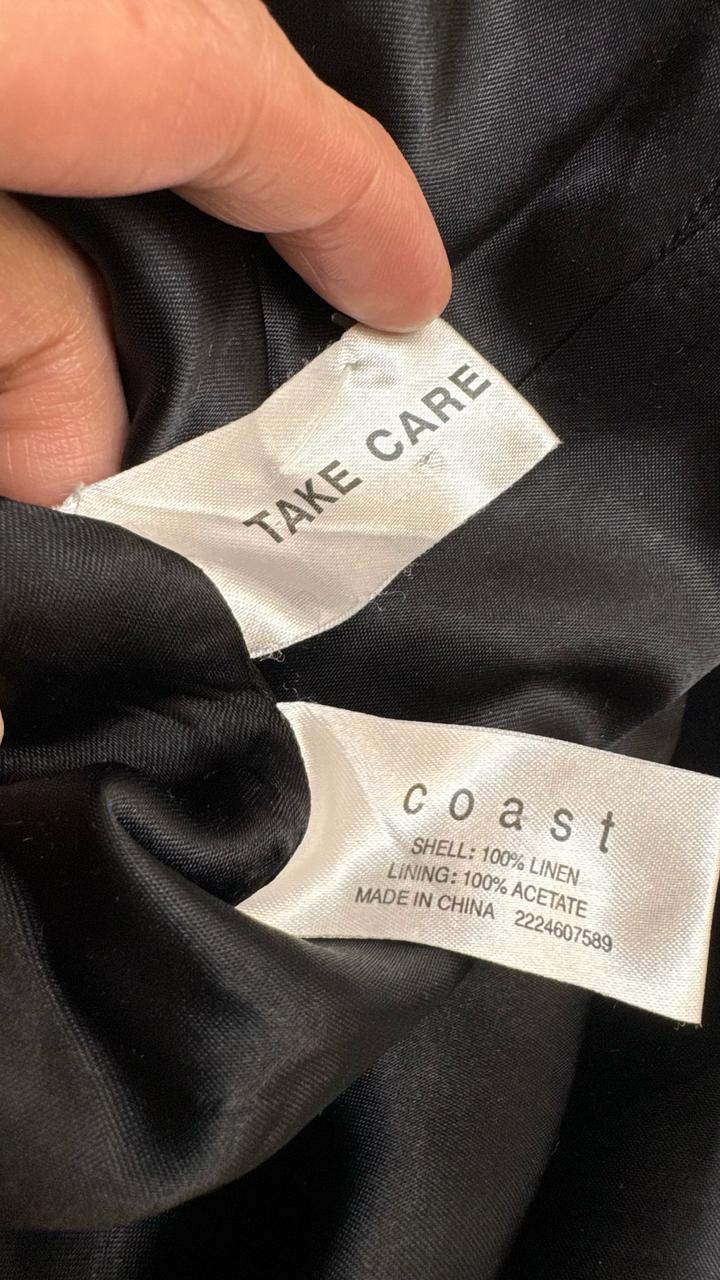 TAKE CARE
coast
SHELL: 100% LINEN
LINING: 100% ACETATE
MADE IN CHINA 2224607589